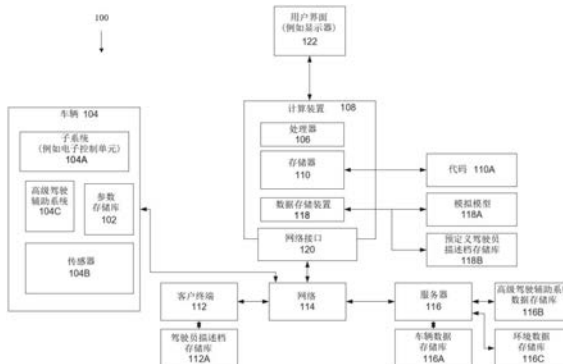 100
用户界面
(例如显示器)
122
车辆 104
子系统
(例如电子控制单元)
104A
高级驾驶
辅助系统
104C
参数
存储库
102
传感器
104B
计算装置 108
处理器
106
存储器
110
数据存储装置
118
网络接口
120
代码 110A
模拟模型
118A
预定义驾驶员
描述档存储库
118B
客户终端
112
网络
114
服务器
116
高级驾驶辅助系统
数据存储库
116B
驾驶员描述档存储库
112A
车辆数据
存储库
116A
环境数据
存储库
116C